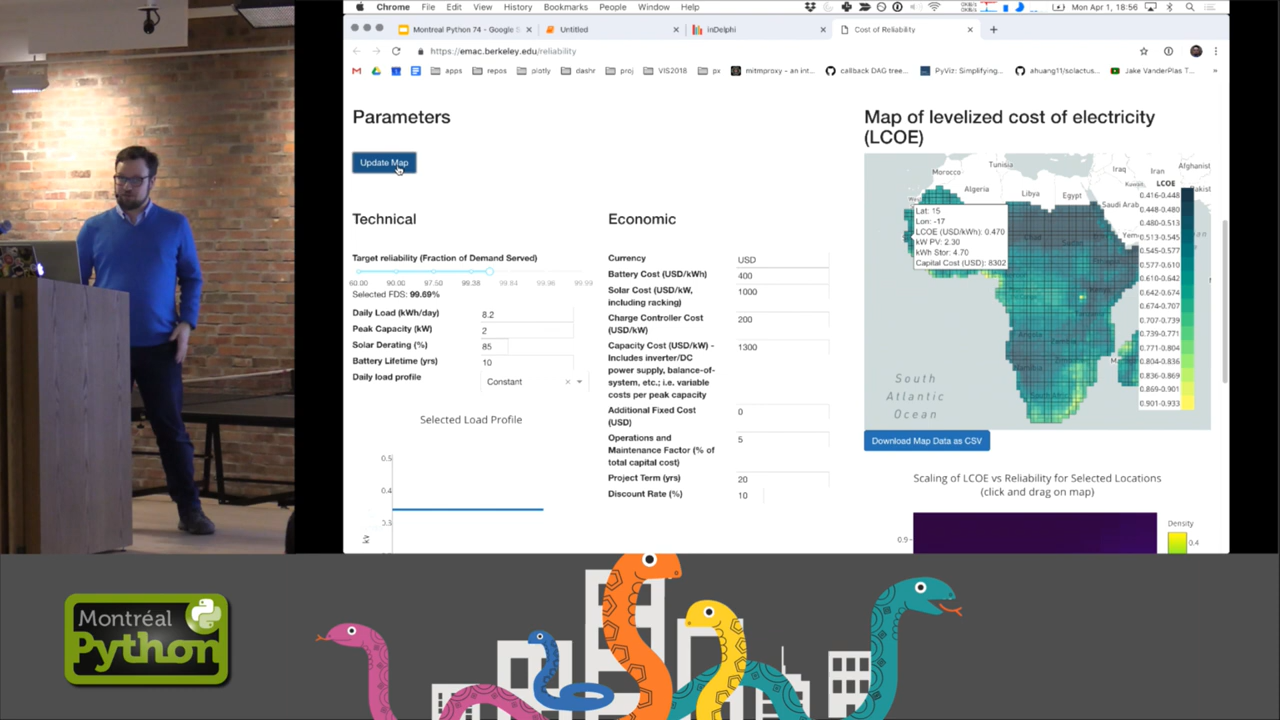 Chrome File Edit View History Bookmarks People Window Help
Mon Apr 1, 18:56
Montreal Python 74 - Google S
Untitled
inDelphi
Cost of Reliability
https://emac.berkeley.edu/reliability
apps
repos
plotly
dashr
proj
VIS2018
px
mitmproxy - an int...
callback DAG tree...
PyViz: Simplifying...
ahuang11/solactus...
Jake VanderPlas T...
Parameters
Update Map
Technical
Target reliability (Fraction of Demand Served)
60.00 90.00 97.50 99.38 99.84 99.96 99.99
Selected FDS: 99.69%
Daily Load (kWh/day) 8.2
Peak Capacity (kW) 2
Solar Derating (%) 85
Battery Lifetime (yrs) 10
Daily load profile Constant
Selected Load Profile
0.5
0.4
0.3
kW
Economic
Currency USD
Battery Cost (USD/kWh) 400
Solar Cost (USD/kW, 1000
including racking)
Charge Controller Cost 200
(USD/kW)
Capacity Cost (USD/kW) - 1300
Includes inverter/DC
power supply, balance-of-
system, etc.; i.e. variable
costs per peak capacity
Additional Fixed Cost 0
(USD)
Operations and 5
Maintenance Factor (% of
total capital cost)
Project Term (yrs) 20
Discount Rate (%) 10
Map of levelized cost of electricity
(LCOE)
Tunisia
Morocco
Algeria
Libya
Egypt
Iraq
Iran
Afghanist
Saudi Arab
Lat: 15
Lon: -17
LCOE (USD/kWh): 0.470
kW PV: 2.30
kWh Stor: 4.70
Capital Cost (USD): 8302
LCOE
0.416-0.448
0.448-0.480
0.480-0.513
0.513-0.545
0.545-0.577
0.577-0.610
0.610-0.642
0.642-0.674
0.674-0.707
0.707-0.739
0.739-0.771
0.771-0.804
0.804-0.836
0.836-0.869
0.869-0.901
0.901-0.933
South
Atlantic
Ocean
Download Map Data as CSV
Scaling of LCOE vs Reliability for Selected Locations
(click and drag on map)
0.9
Density
0.4
Montréal
Python